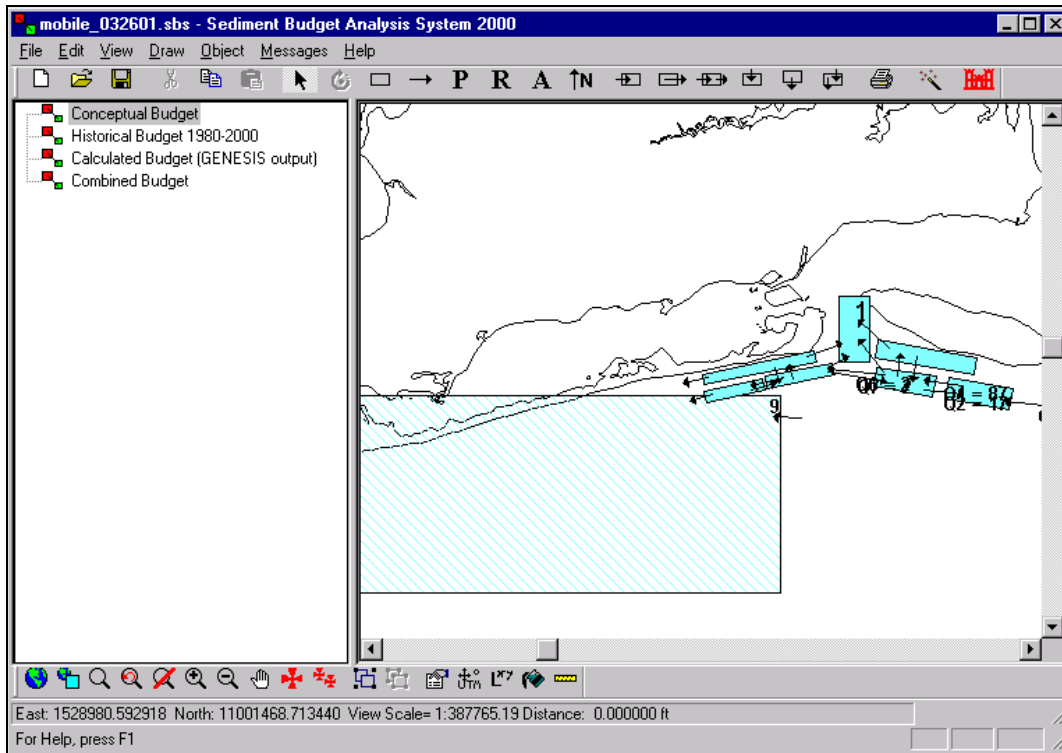 mobile_032601.sbs - Sediment Budget Analysis System 2000
File Edit View Draw Object Messages Help
P R A N
Conceptual Budget
Historical Budget 1980-2000
Calculated Budget (GENESIS output)
Combined Budget
1
9
East: 1528980.592918 North: 11001468.713440 View Scale= 1:387765.19 Distance: 0.000000 ft
For Help, press F1